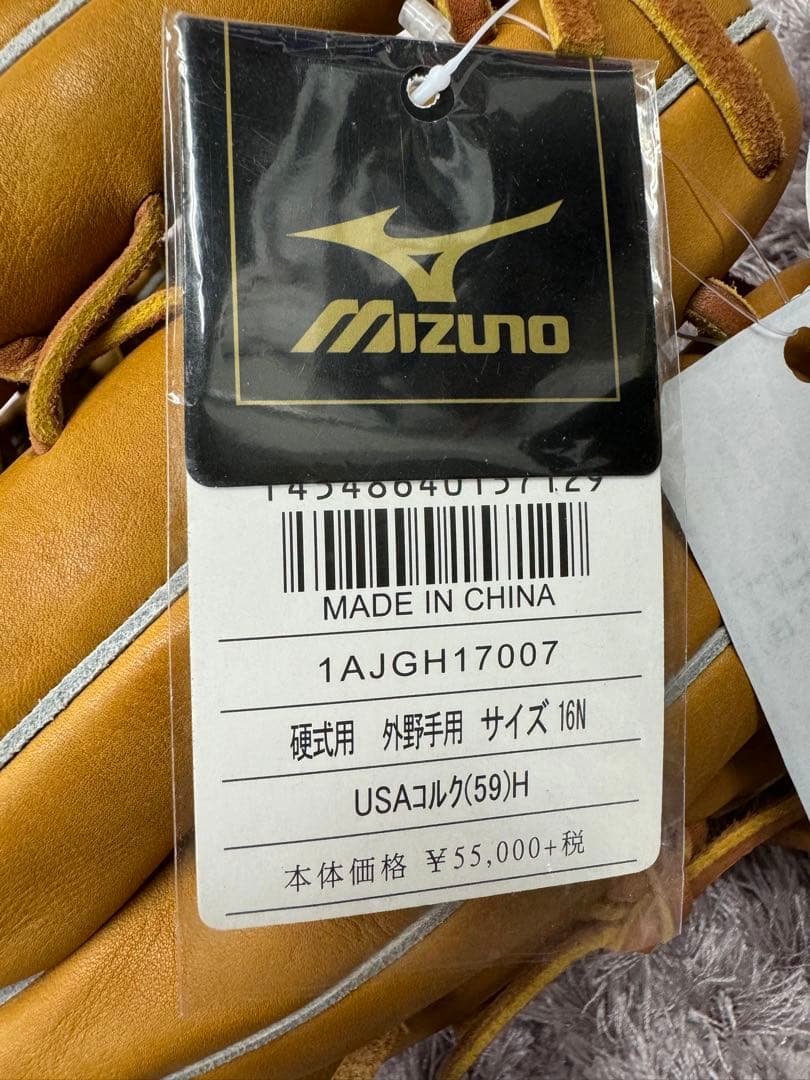 MIZUNO
14548640157129
MADE IN CHINA
1AJGH17007
硬式用 外野手用 サイズ 16N
USAコルク(59)H
本体価格 ¥55,000+税